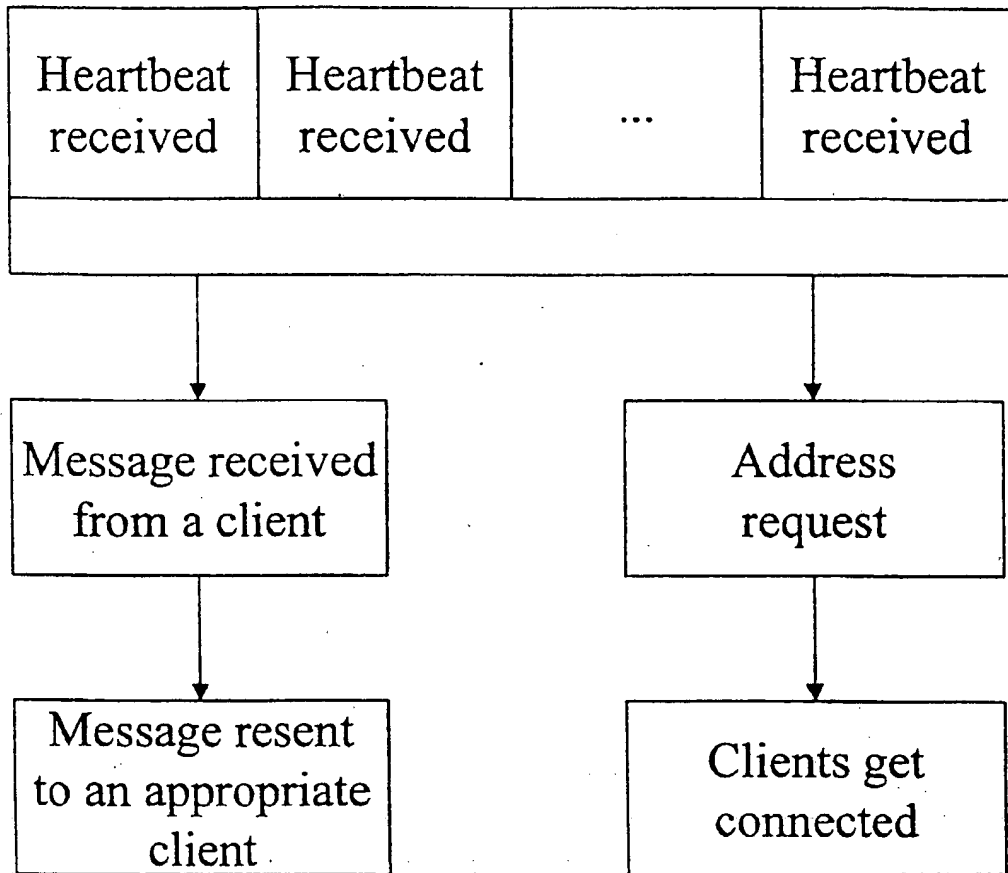 Heartbeat
received
Heartbeat
received
...
Heartbeat
received
Message received
from a client
Address
request
Message resent
to an appropriate
client
Clients get
connected